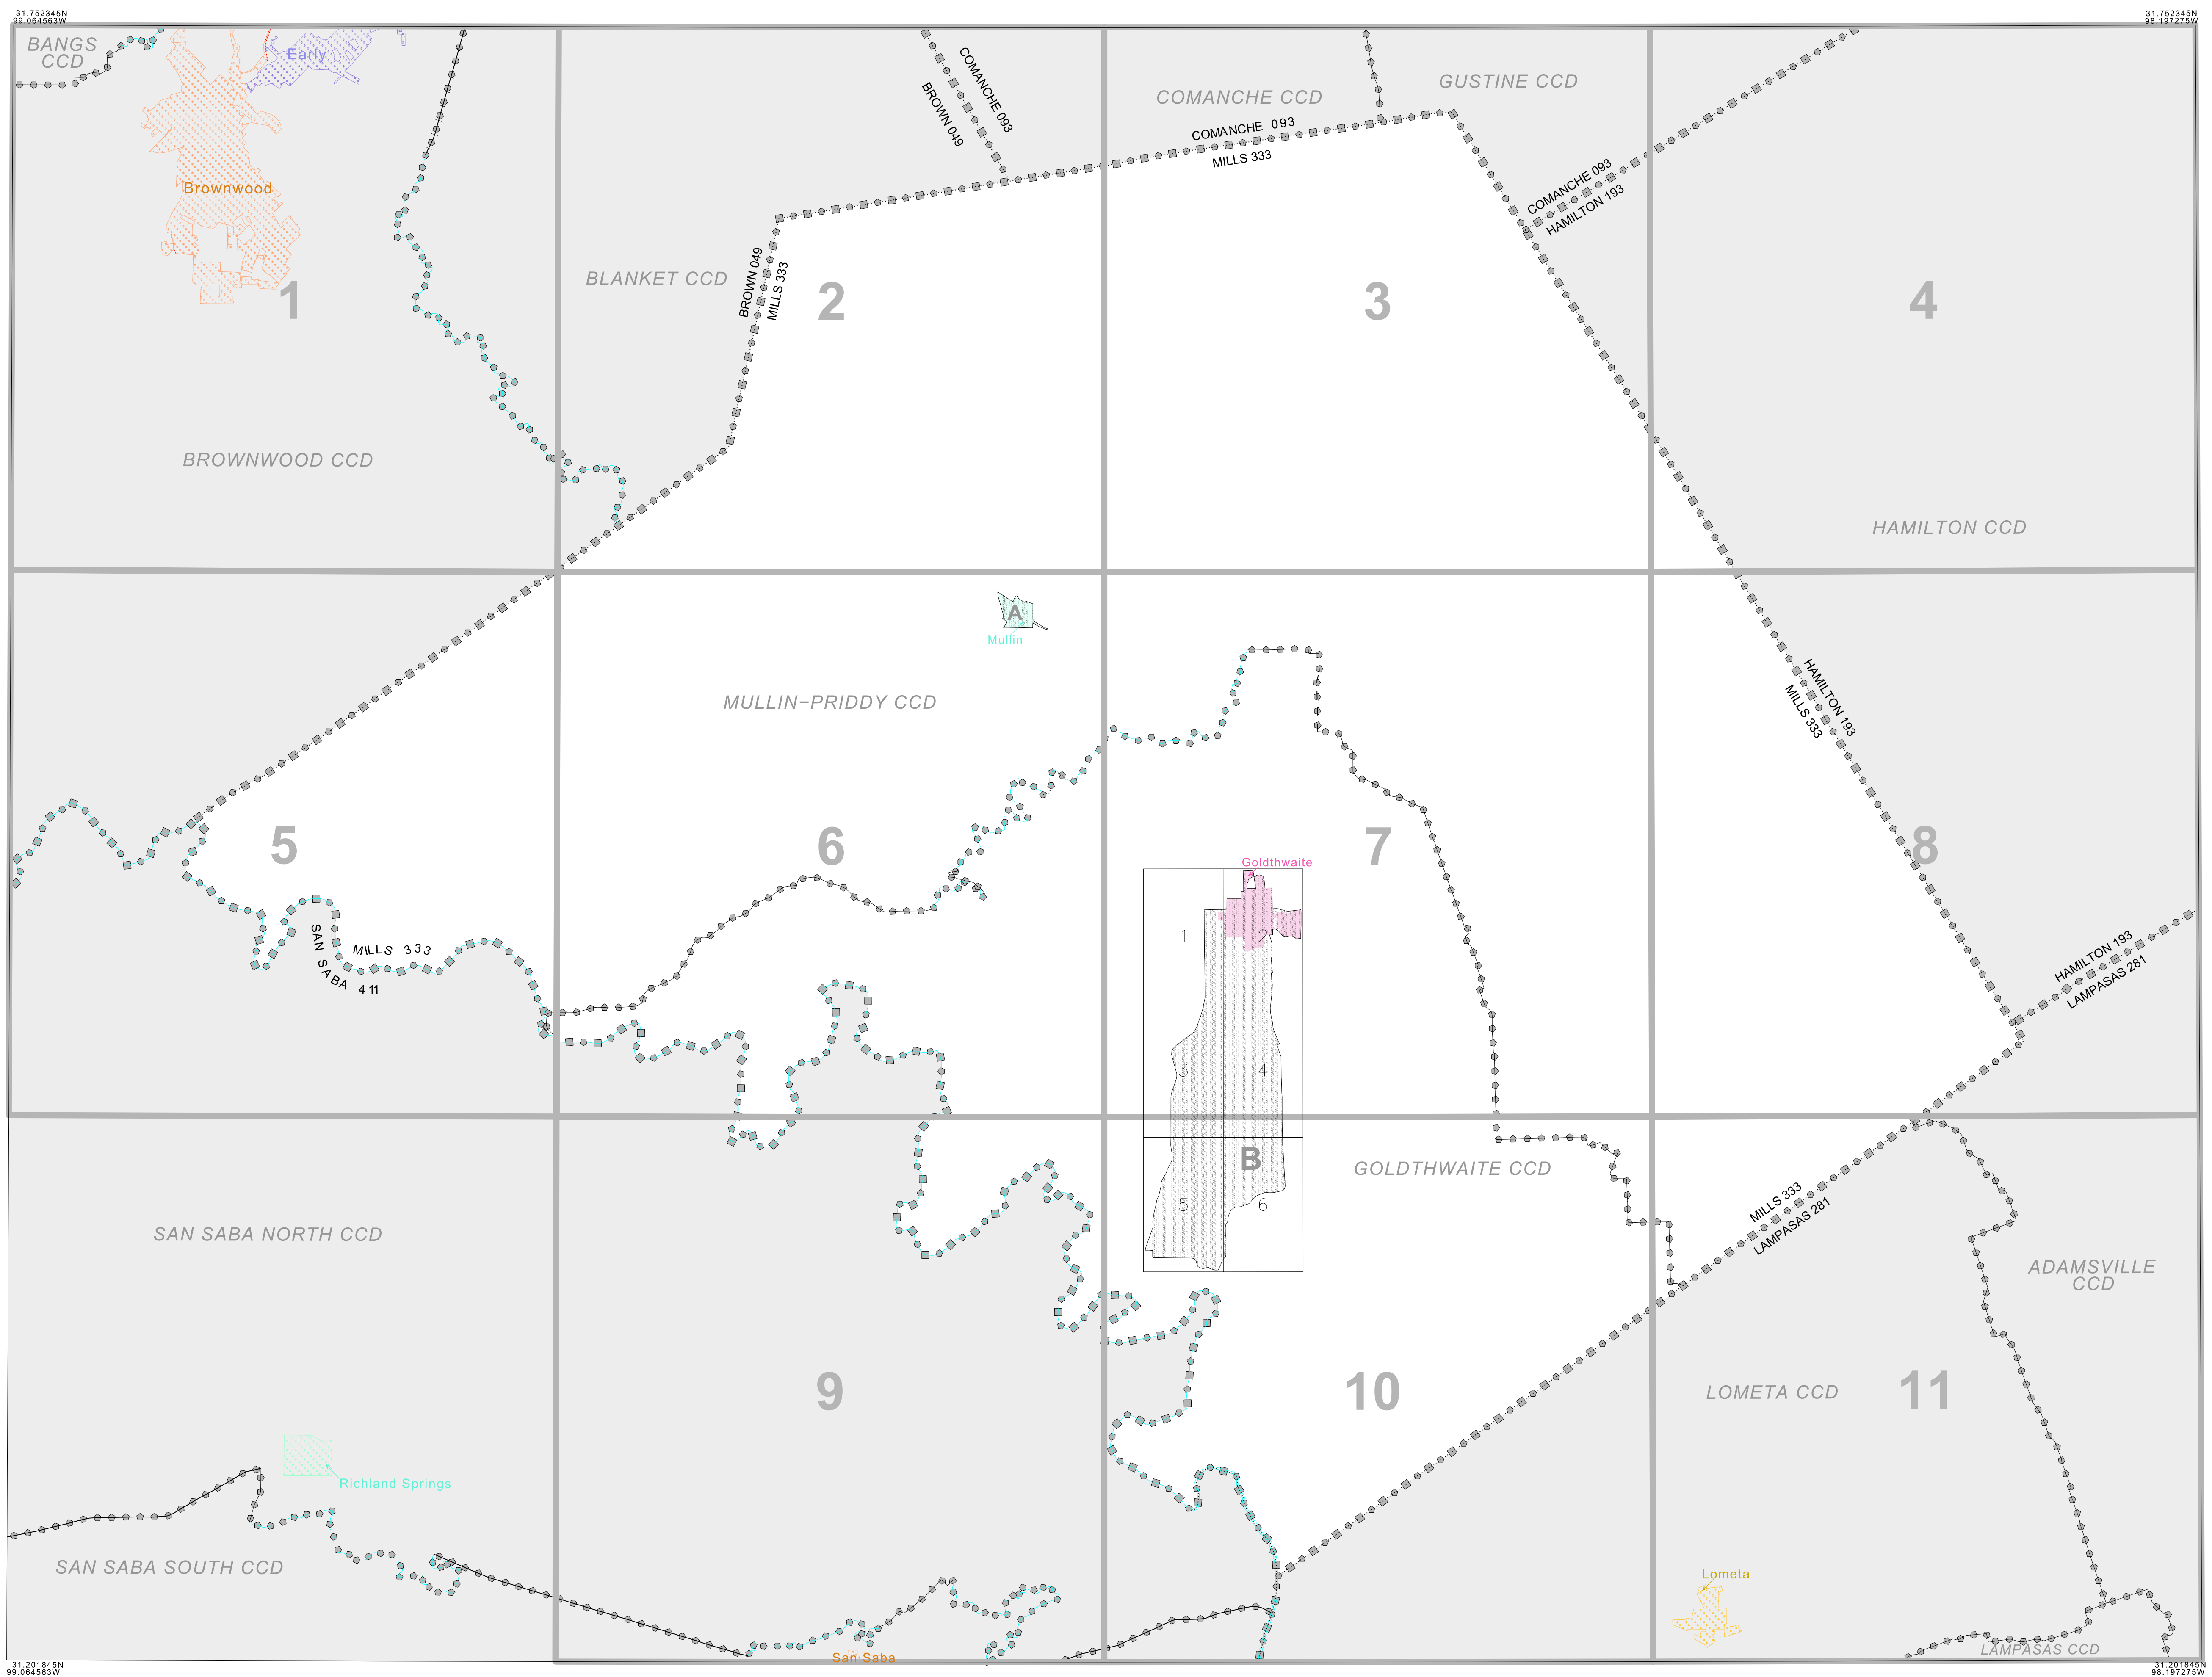 31.752345N
99.064563W
31.752345N
98.197275W
BANGS
CCD
Early
COMANCHE 093
BROWN 049
COMANCHE CCD
GUSTINE CCD
COMANCHE 093
MILLS 333
COMANCHE 093
HAMILTON 193
Brownwood
BLANKET CCD
BROWN 049
MILLS 333
1
2
3
4
BROWNWOOD CCD
HAMILTON CCD
A
Mullin
MULLIN-PRIDDY CCD
HAMILTON 193
MILLS 333
5
6
7
8
Goldthwaite
1
2
MILLS 333
SAN SABA 411
HAMILTON 193
LAMPASAS 281
3
4
B
GOLDTHWAITE CCD
5
6
MILLS 333
LAMPASAS 281
SAN SABA NORTH CCD
ADAMSVILLE
CCD
9
10
LOMETA CCD
11
Richland Springs
SAN SABA SOUTH CCD
Lometa
San Saba
LAMPASAS CCD
31.201845N
99.064563W
31.201845N
98.197275W